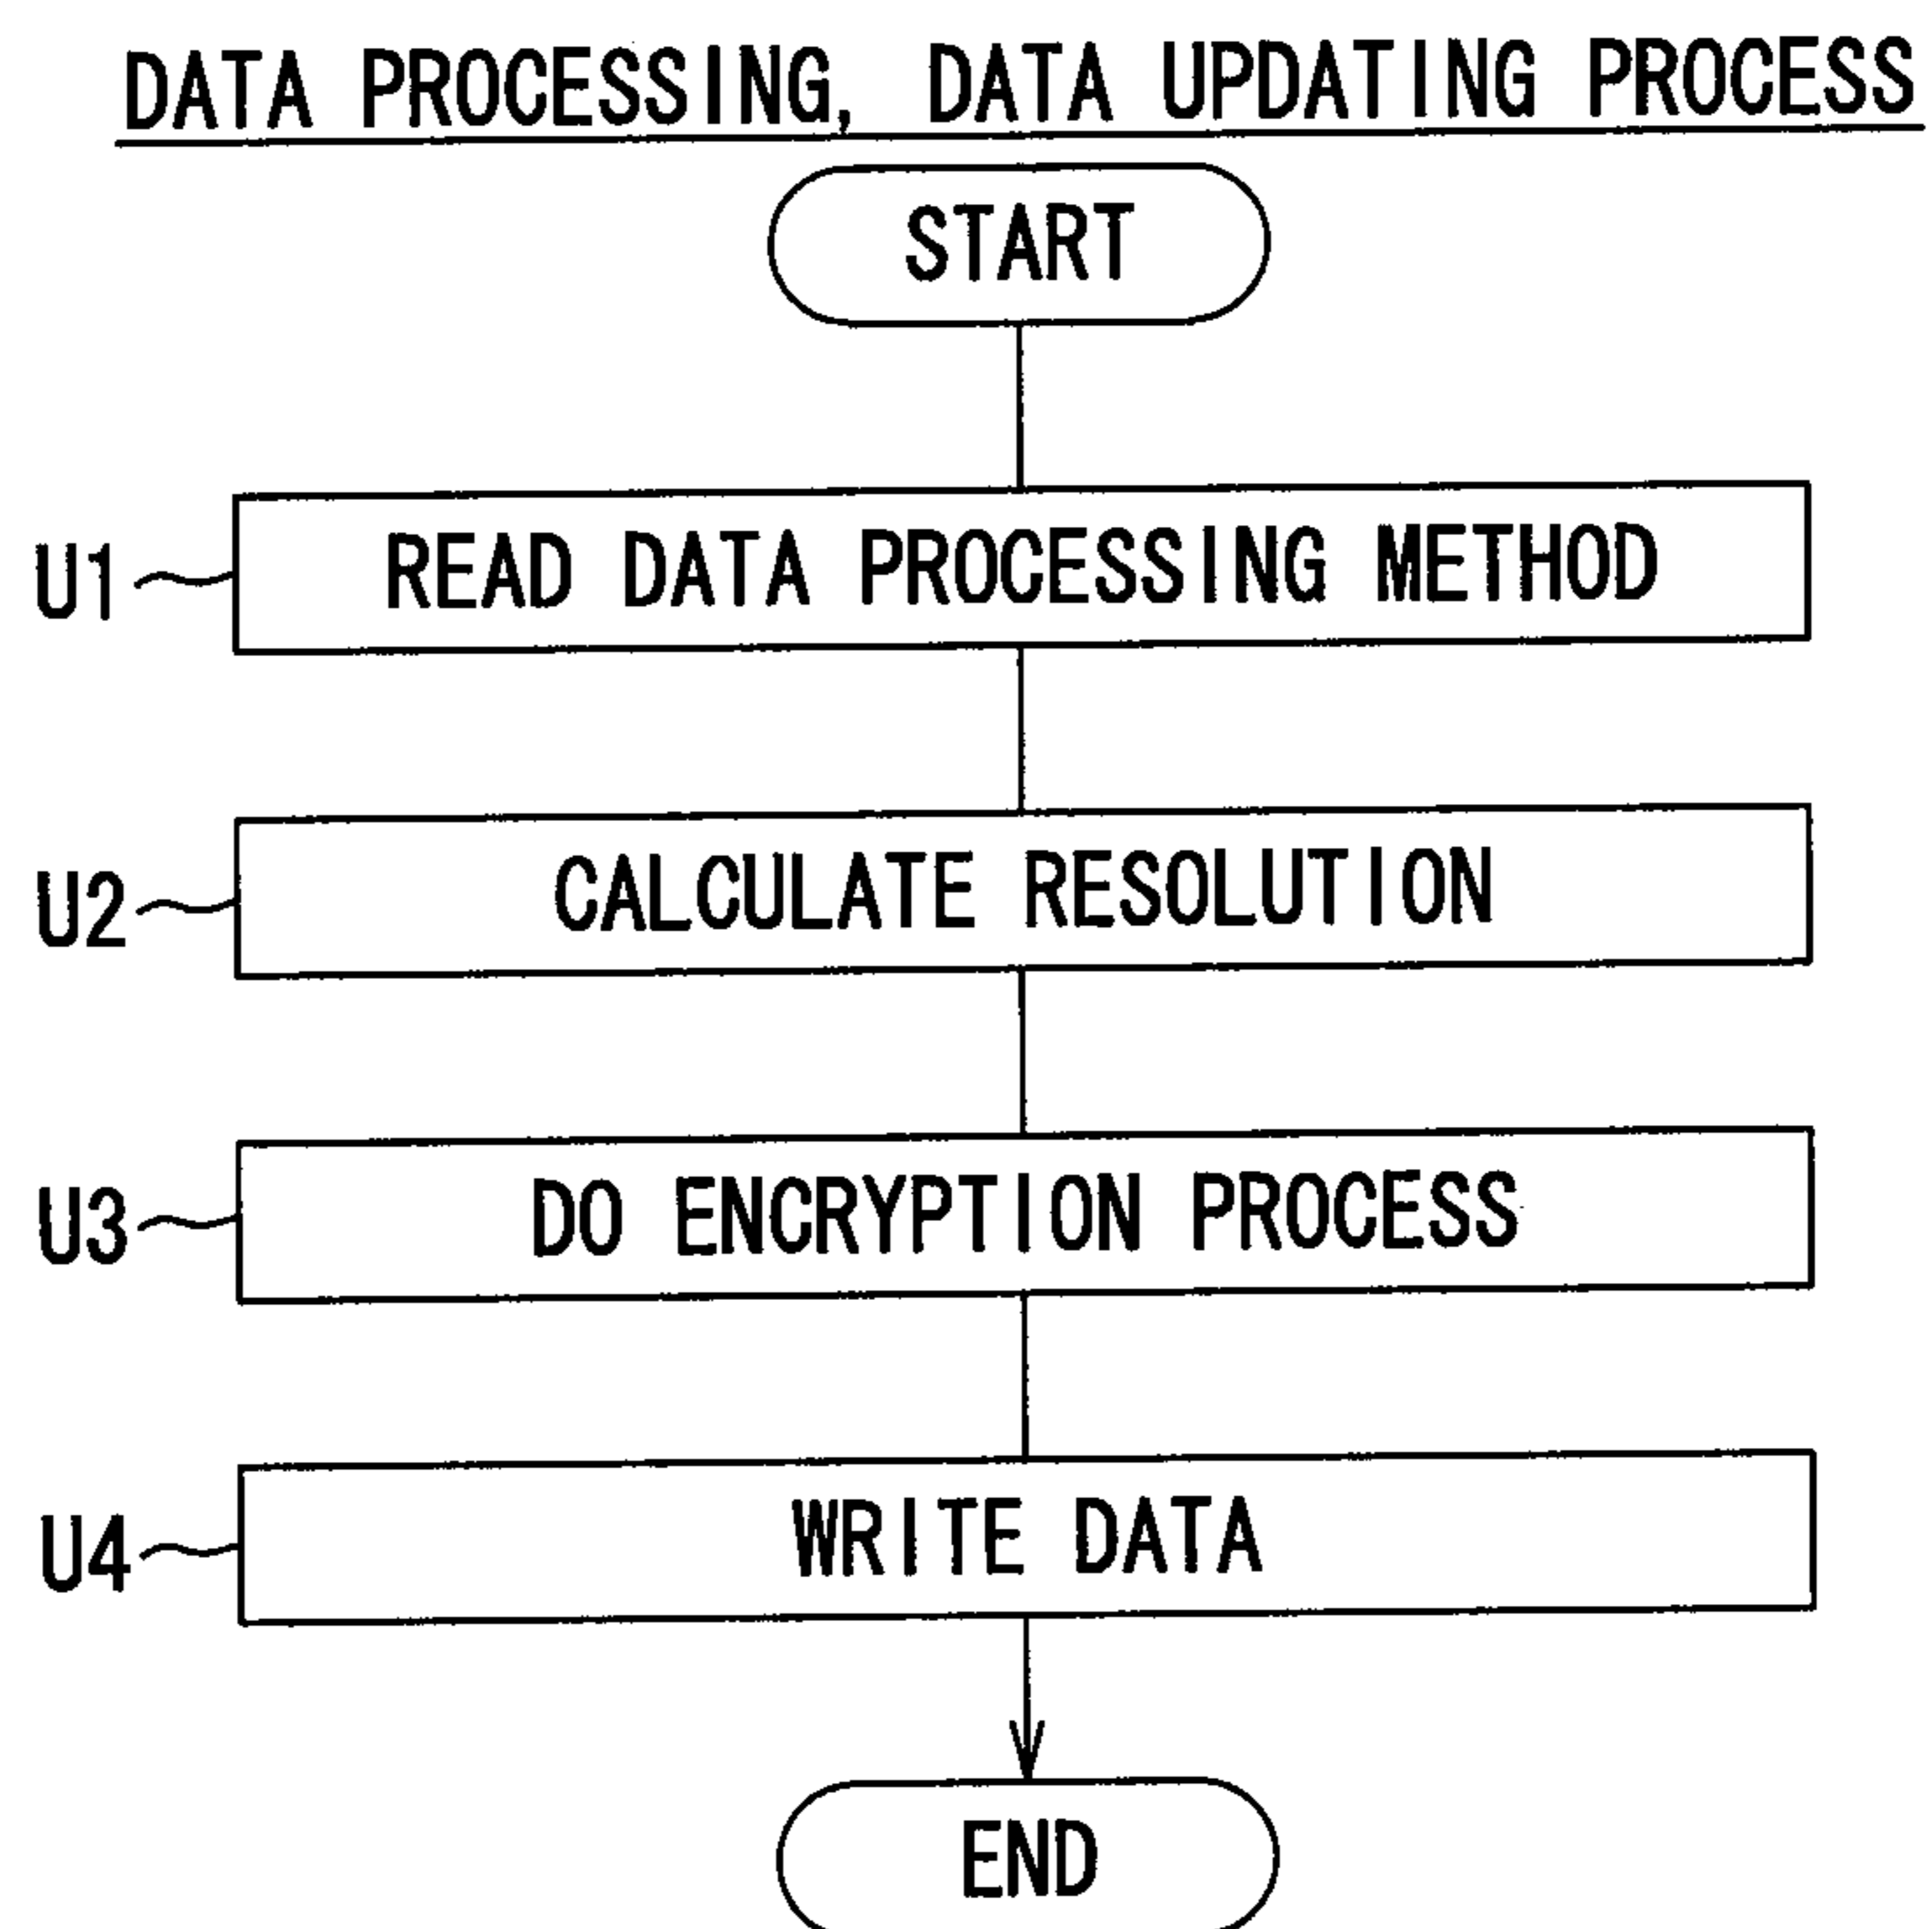 DATA PROCESSING, DATA UPDATING PROCESS
START
U1 READ DATA PROCESSING METHOD
U2 CALCULATE RESOLUTION
U3 DO ENCRYPTION PROCESS
U4 WRITE DATA
END